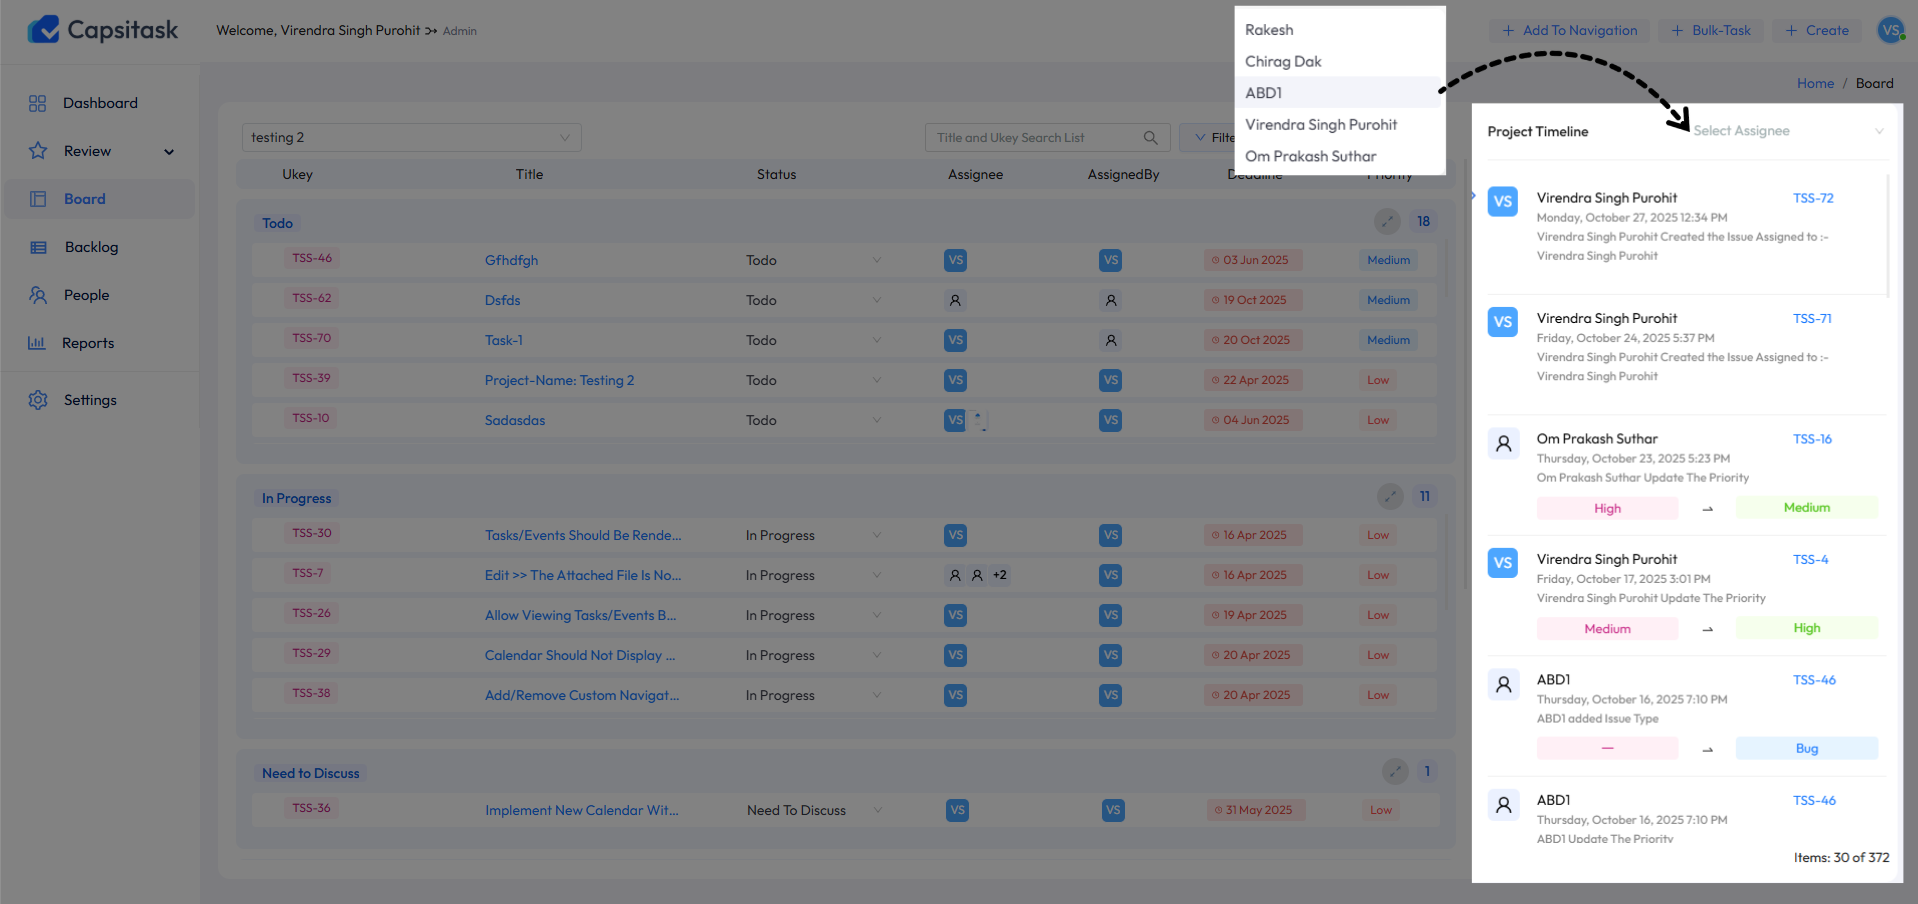 Capsitask
Welcome, Virendra Singh Purohit
Admin
Add To Navigation
Bulk-Task
Create
VS
Home / Board
Dashboard
Review
Board
Backlog
People
Reports
Settings
testing 2
Title and Ukey Search List
Filte
Rakesh
Chirag Dak
ABD1
Virendra Singh Purohit
Om Prakash Suthar
Ukey Title Status Assignee AssignedBy Deadline Priority
Todo 18
TSS-46 Gfhdfgh Todo VS VS 03 Jun 2025 Medium
TSS-62 Dsfds Todo 19 Oct 2025 Medium
TSS-70 Task-1 Todo VS 20 Oct 2025 Medium
TSS-39 Project-Name: Testing 2 Todo VS VS 22 Apr 2025 Low
TSS-10 Sadasdas Todo VS VS 04 Jun 2025 Low
In Progress 11
TSS-30 Tasks/Events Should Be Rende... In Progress VS VS 16 Apr 2025 Low
TSS-7 Edit >> The Attached File Is No... In Progress +2 VS 16 Apr 2025 Low
TSS-26 Allow Viewing Tasks/Events B... In Progress VS VS 19 Apr 2025 Low
TSS-29 Calendar Should Not Display ... In Progress VS VS 20 Apr 2025 Low
TSS-38 Add/Remove Custom Navigat... In Progress VS VS 20 Apr 2025 Low
Need to Discuss 1
TSS-36 Implement New Calendar Wit... Need To Discuss VS VS 31 May 2025 Low
Project Timeline
Select Assignee
VS Virendra Singh Purohit TSS-72
Monday, October 27, 2025 12:34 PM
Virendra Singh Purohit Created the Issue Assigned to :-
Virendra Singh Purohit
VS Virendra Singh Purohit TSS-71
Friday, October 24, 2025 5:37 PM
Virendra Singh Purohit Created the Issue Assigned to :-
Virendra Singh Purohit
Om Prakash Suthar TSS-16
Thursday, October 23, 2025 5:23 PM
Om Prakash Suthar Update The Priority
High → Medium
VS Virendra Singh Purohit TSS-4
Friday, October 17, 2025 3:01 PM
Virendra Singh Purohit Update The Priority
Medium → High
ABD1 TSS-46
Thursday, October 16, 2025 7:10 PM
ABD1 added Issue Type
— → Bug
ABD1 TSS-46
Thursday, October 16, 2025 7:10 PM
ABD1 Update The Priority
Items: 30 of 372